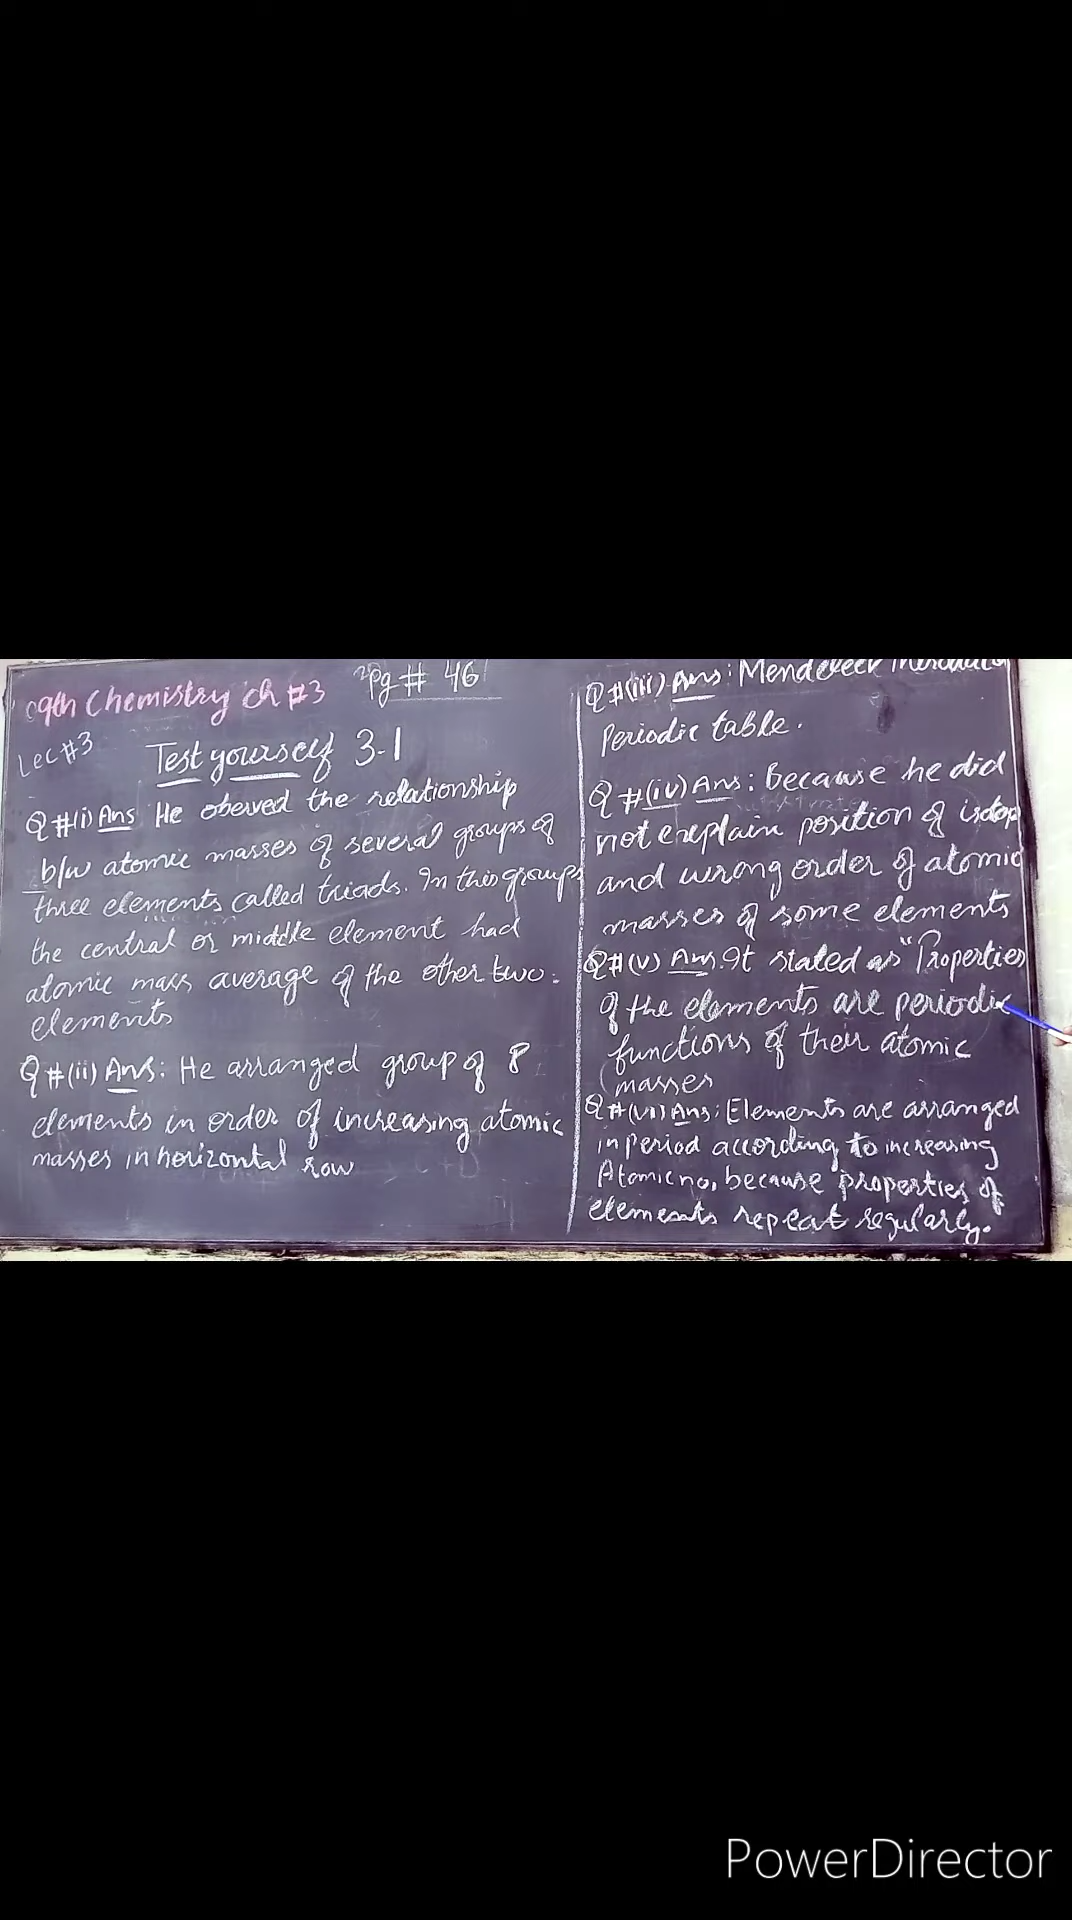 9th Chemistry ch #3
Pg # 46
Lec #3
Test yourself 3.1
Q #(i) Ans He oberved the relationship
b/w atomic masses of several groups of
three elements called triads. In this groups
the central or middle element had
atomic mass average of the other two
elements
Q #(ii) Ans: He arranged group of 8
elements in order of increasing atomic
masses in horizontal row
Q #(iii) Ans:
Periodic table.
Q #(iv) Ans: Because he did
not explain position of isotop
and wrong order of atomic
masses of some elements
Q #(v) Ans. It stated as "Properties
of the elements are periodic
functions of their atomic
masses
Q #(vi) Ans: Elements are arranged
in period according to increasing
Atomic no, because properties of
elements repeat regularly.
PowerDirector